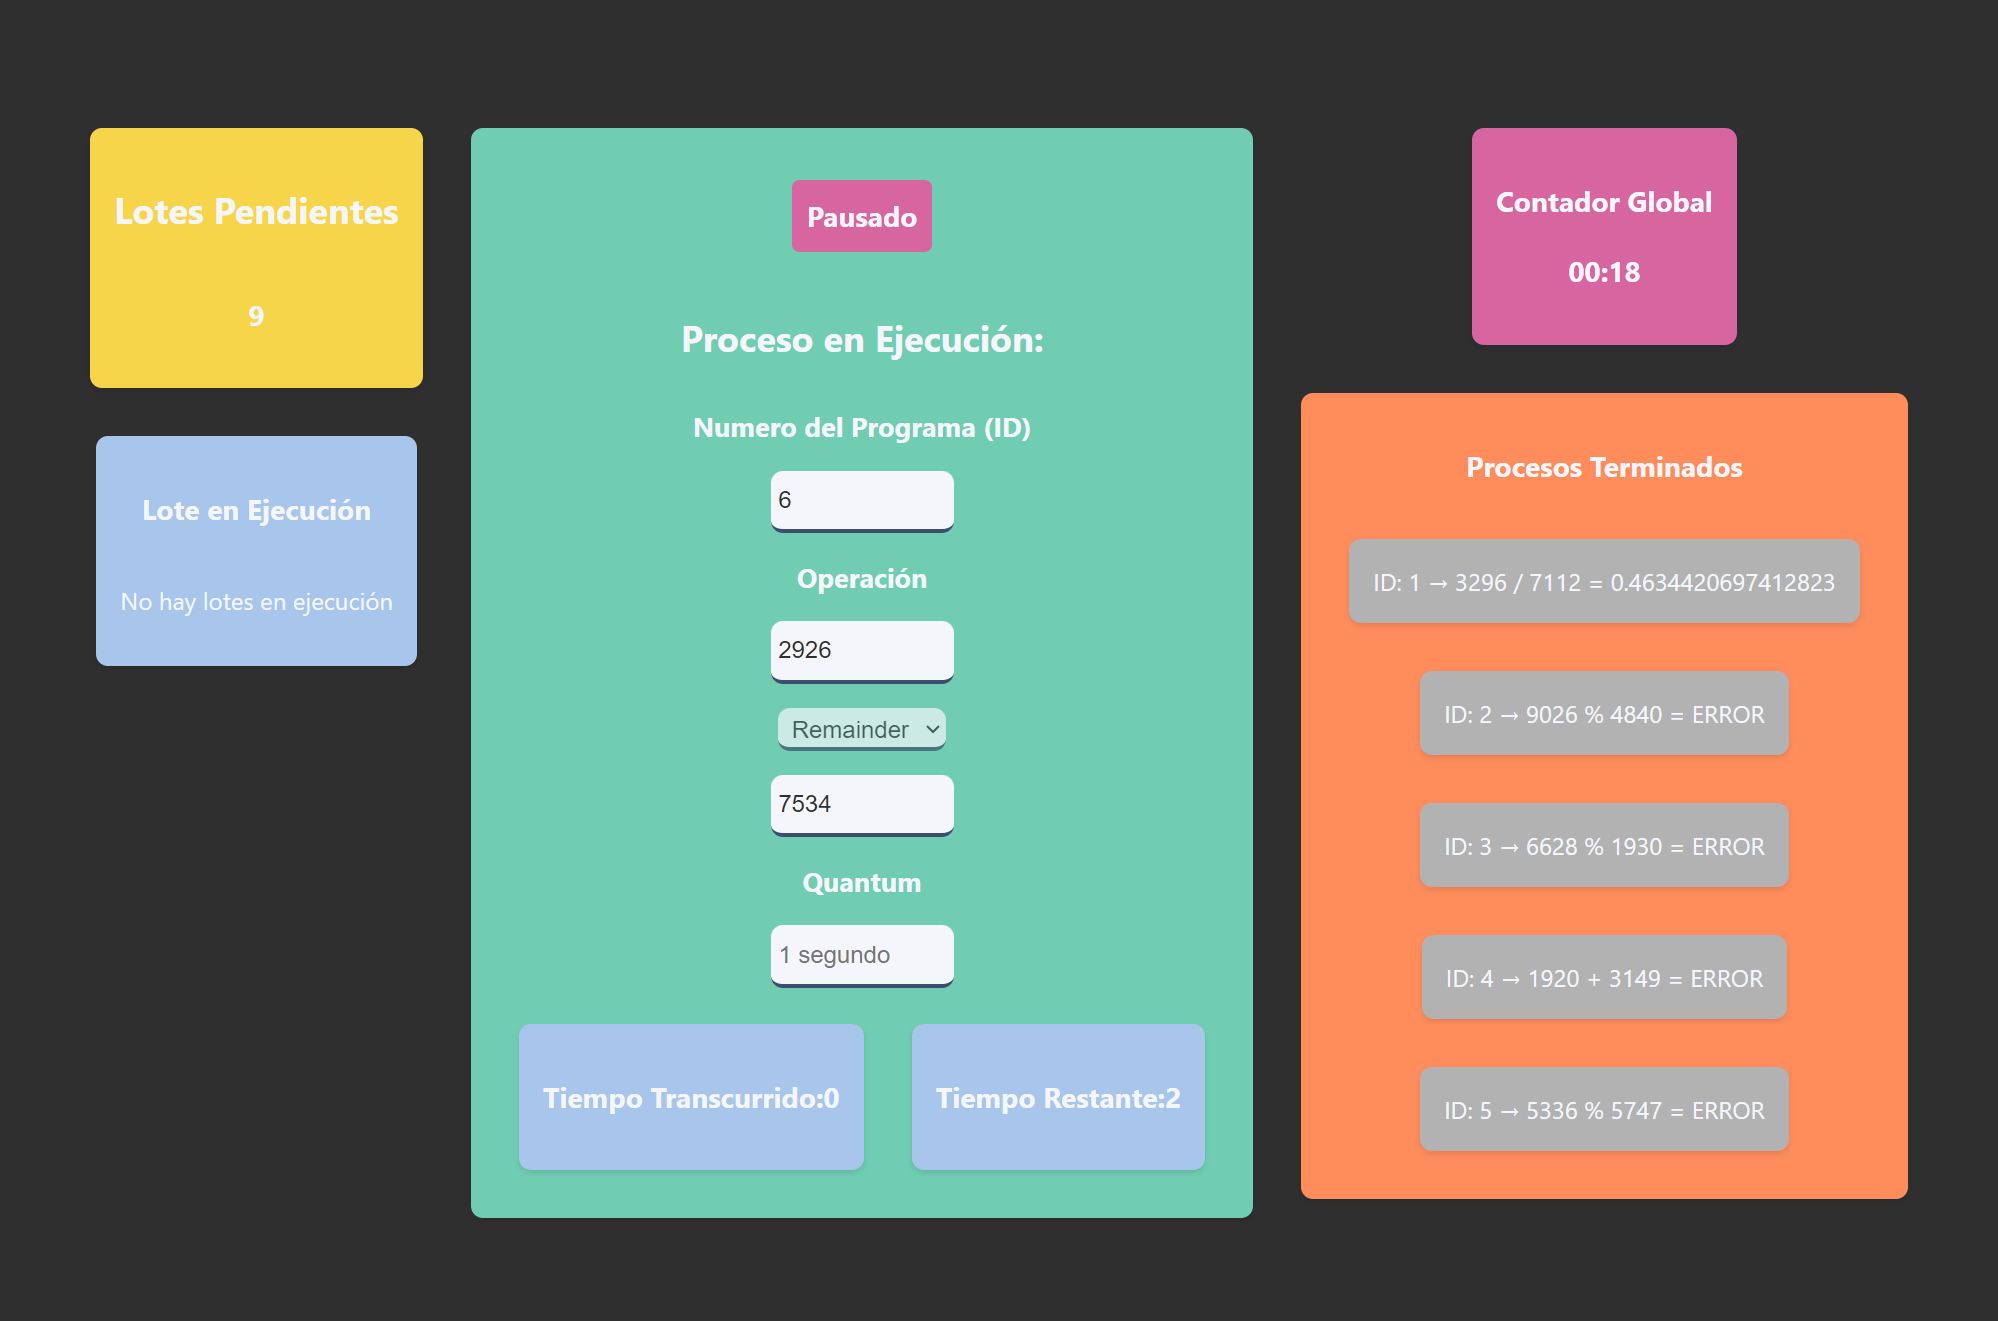 Lotes Pendientes
9
Lote en Ejecución
No hay lotes en ejecución
Pausado
Proceso en Ejecución:
Numero del Programa (ID)
6
Operación
2926
Remainder
7534
Quantum
1 segundo
Tiempo Transcurrido:0
Tiempo Restante:2
Contador Global
00:18
Procesos Terminados
ID: 1 → 3296 / 7112 = 0.4634420697412823
ID: 2 → 9026 % 4840 = ERROR
ID: 3 → 6628 % 1930 = ERROR
ID: 4 → 1920 + 3149 = ERROR
ID: 5 → 5336 % 5747 = ERROR